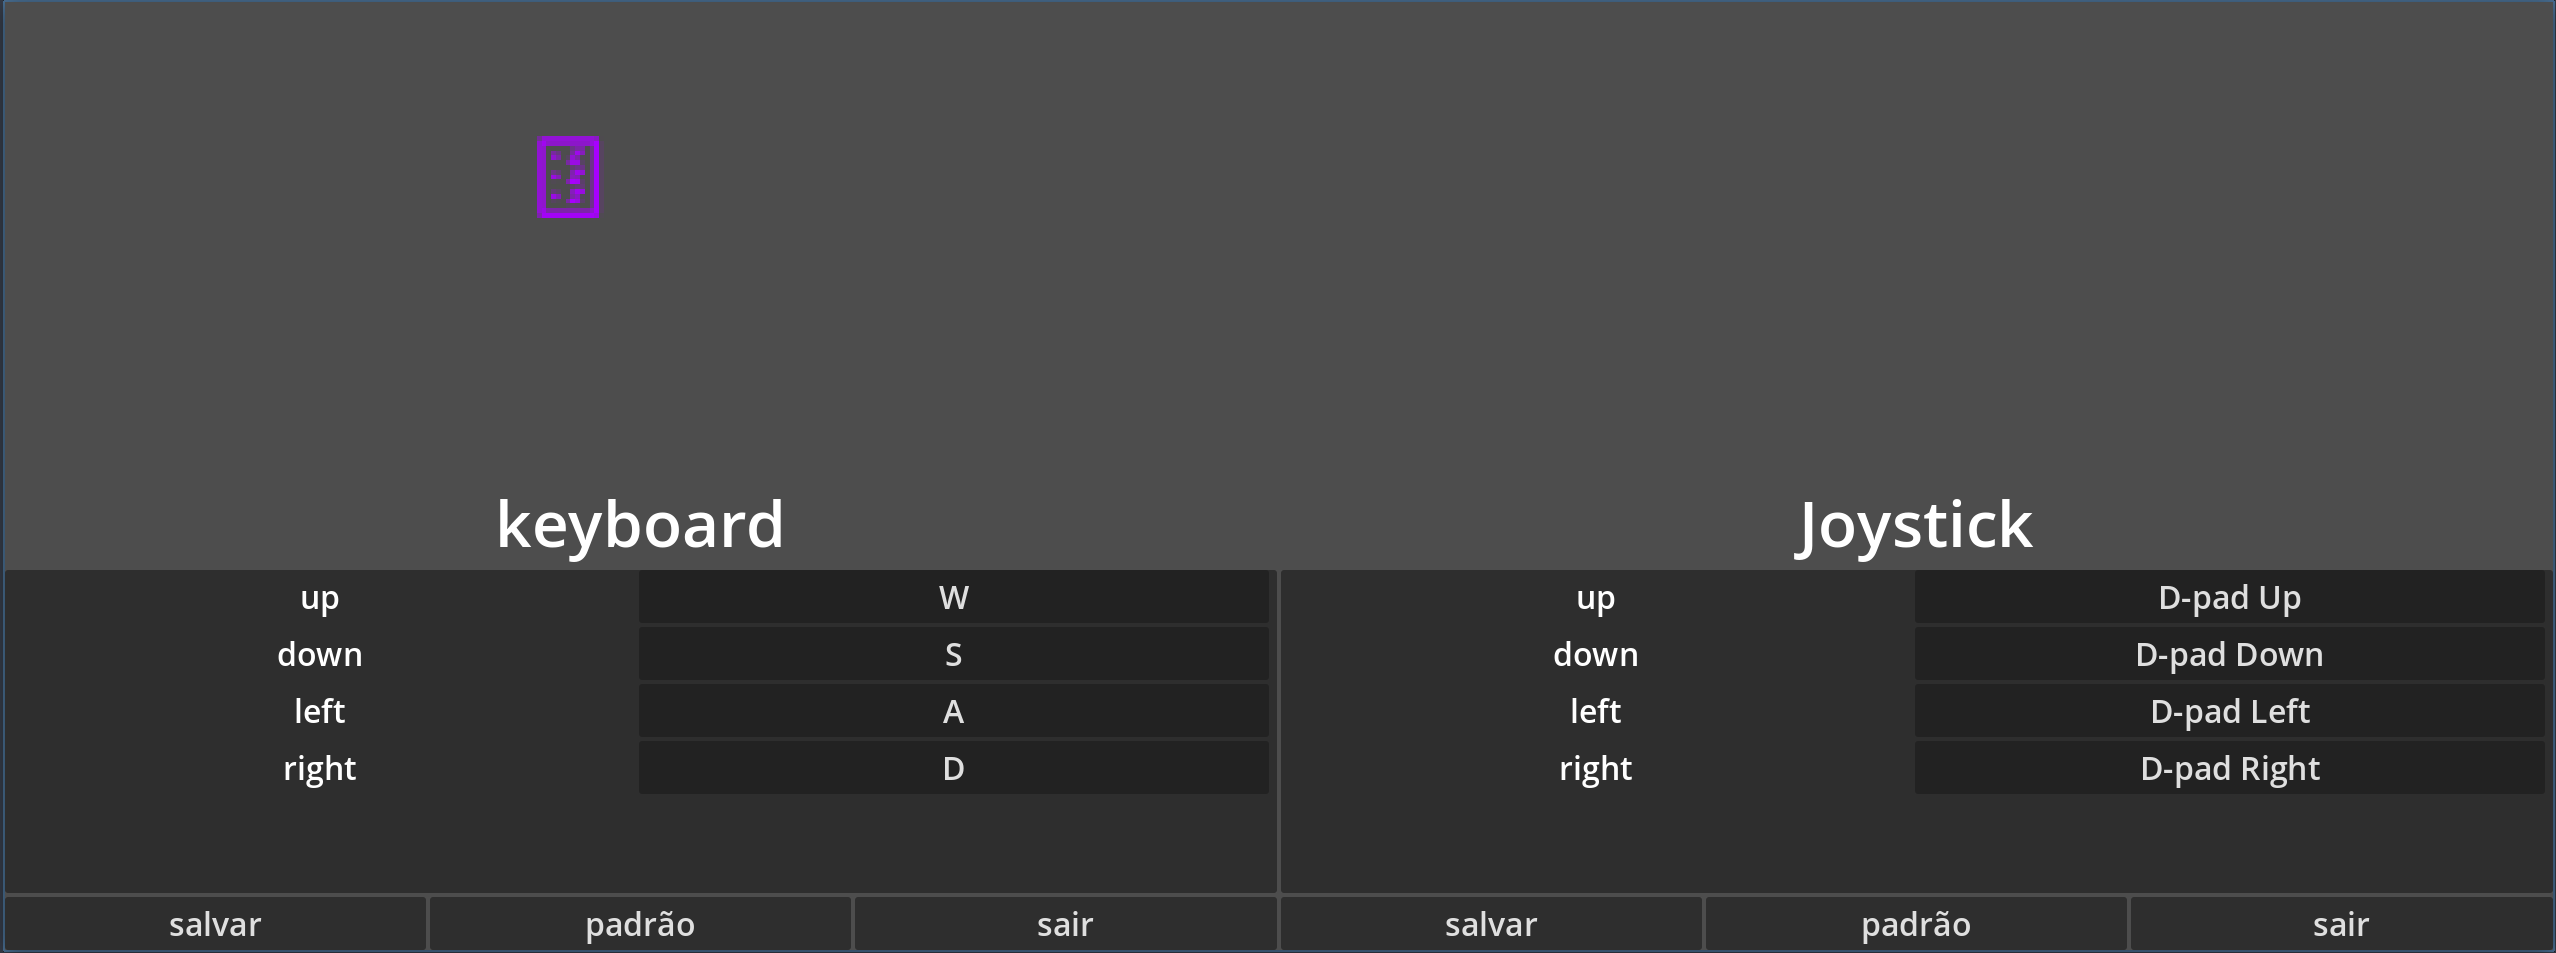 keyboard
up W
down S
left A
right D
salvar padrão sair
Joystick
up D-pad Up
down D-pad Down
left D-pad Left
right D-pad Right
salvar padrão sair